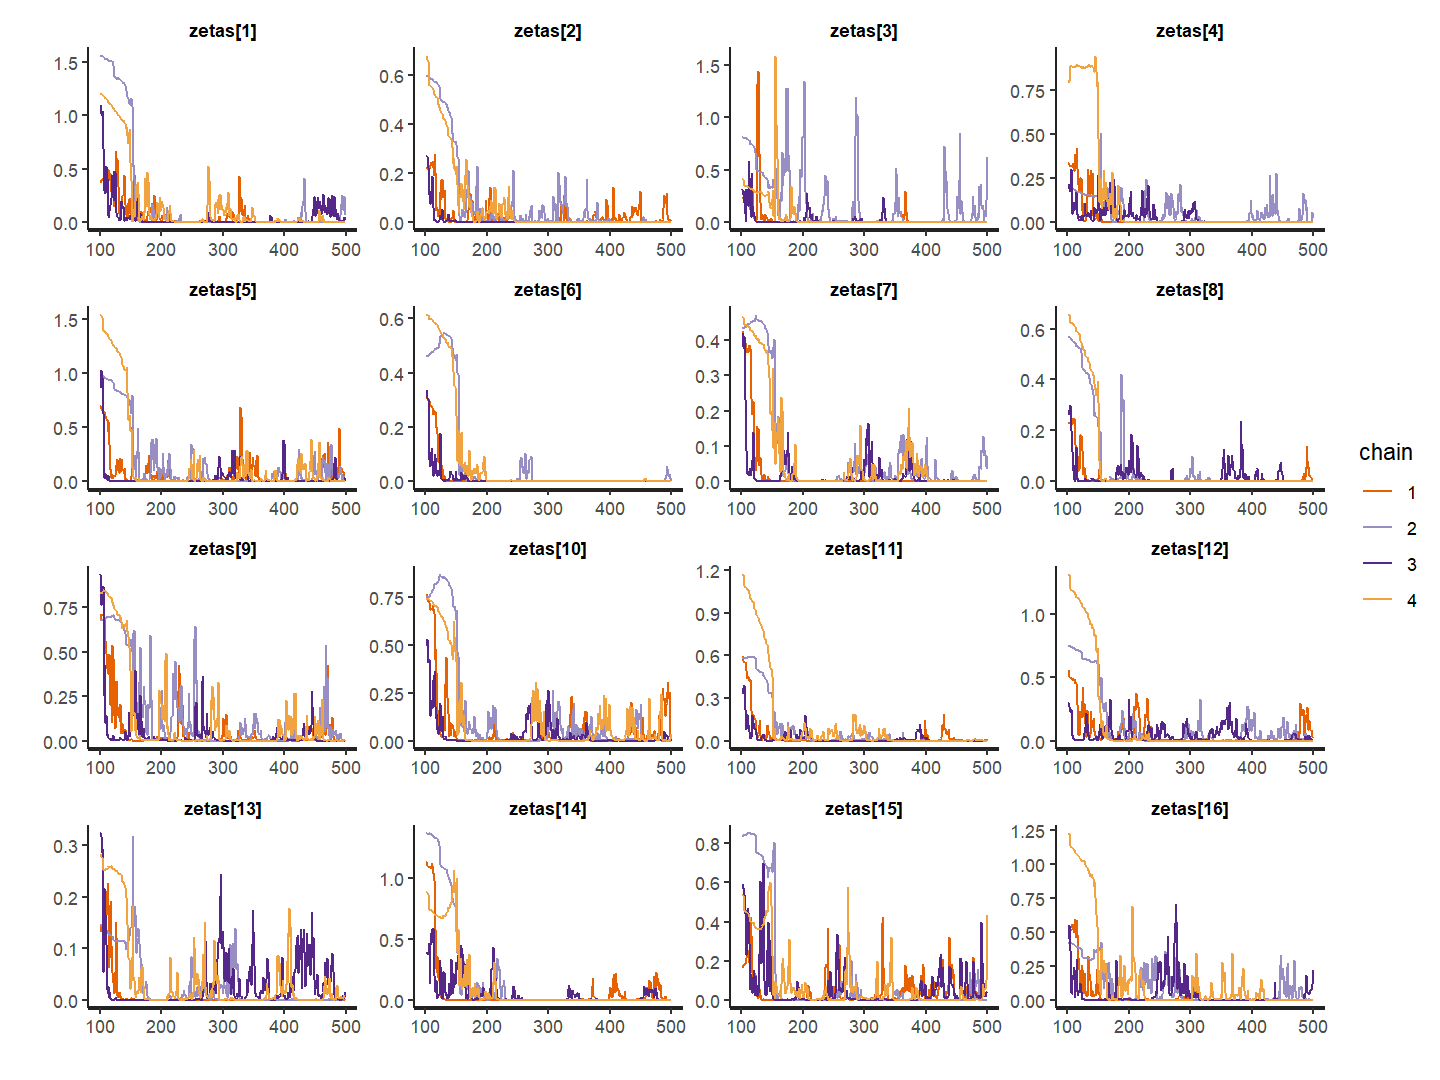 zetas[1] zetas[2] zetas[3] zetas[4]
1.5 1.0 0.5 0.0
0.6 0.4 0.2 0.0
1.5 1.0 0.5 0.0
0.75 0.50 0.25 0.00
100 200 300 400 500 100 200 300 400 500 100 200 300 400 500 100 200 300 400 500
zetas[5] zetas[6] zetas[7] zetas[8]
1.5 1.0 0.5 0.0
0.6 0.4 0.2 0.0
0.4 0.3 0.2 0.1 0.0
0.6 0.4 0.2 0.0
100 200 300 400 500 100 200 300 400 500 100 200 300 400 500 100 200 300 400 500
zetas[9] zetas[10] zetas[11] zetas[12]
0.75 0.50 0.25 0.00
0.75 0.50 0.25 0.00
1.2 0.9 0.6 0.3 0.0
1.0 0.5 0.0
100 200 300 400 500 100 200 300 400 500 100 200 300 400 500 100 200 300 400 500
zetas[13] zetas[14] zetas[15] zetas[16]
0.3 0.2 0.1 0.0
1.0 0.5 0.0
0.8 0.6 0.4 0.2 0.0
1.25 1.00 0.75 0.50 0.25 0.00
100 200 300 400 500 100 200 300 400 500 100 200 300 400 500 100 200 300 400 500
chain
1
2
3
4